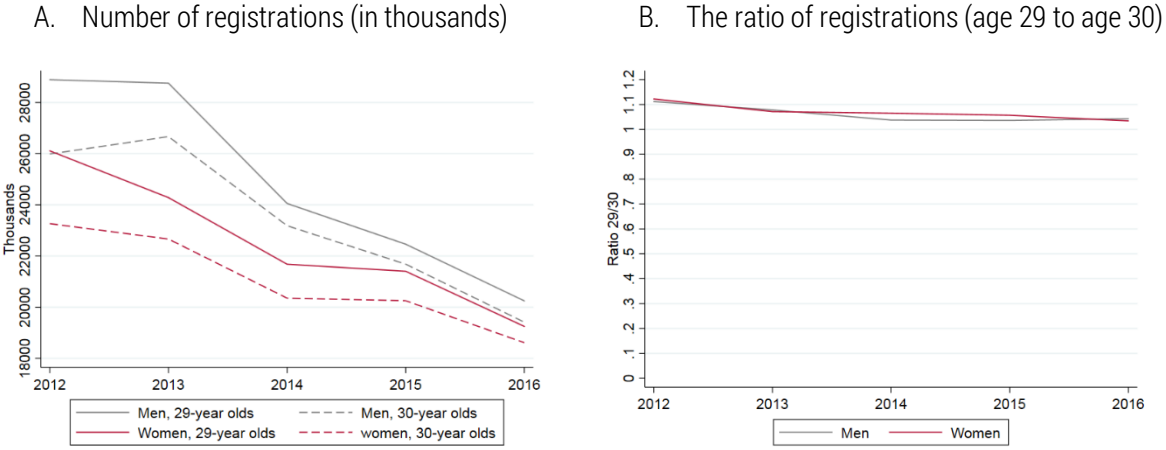 A. Number of registrations (in thousands)
B. The ratio of registrations (age 29 to age 30)
Thousands
28000
26000
24000
22000
20000
18000
2012 2013 2014 2015 2016
Men, 29-year olds Men, 30-year olds
Women, 29-year olds women, 30-year olds
Ratio 29/30
1.2
1.1
1
.9
.8
.7
.6
.5
.4
.3
.2
.1
0
2012 2013 2014 2015 2016
Men Women